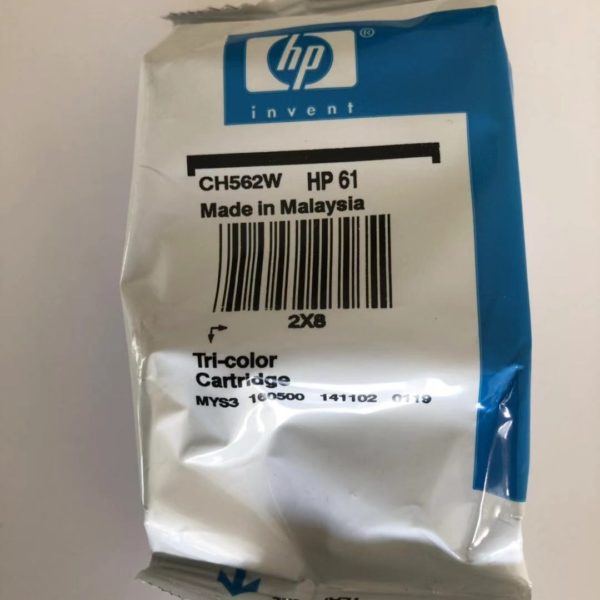 hp ®
invent
CH562W HP 61
Made in Malaysia
2X8
Tri-color
Cartridge
MYS3 160500 141102 0119